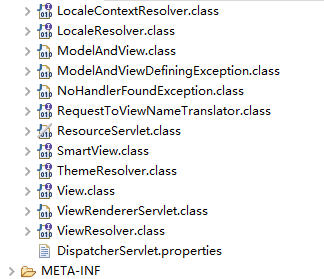 LocaleContextResolver.class
LocaleResolver.class
ModelAndView.class
ModelAndViewDefiningException.class
NoHandlerFoundException.class
RequestToViewNameTranslator.class
ResourceServlet.class
SmartView.class
ThemeResolver.class
View.class
ViewRendererServlet.class
ViewResolver.class
DispatcherServlet.properties
META-INF